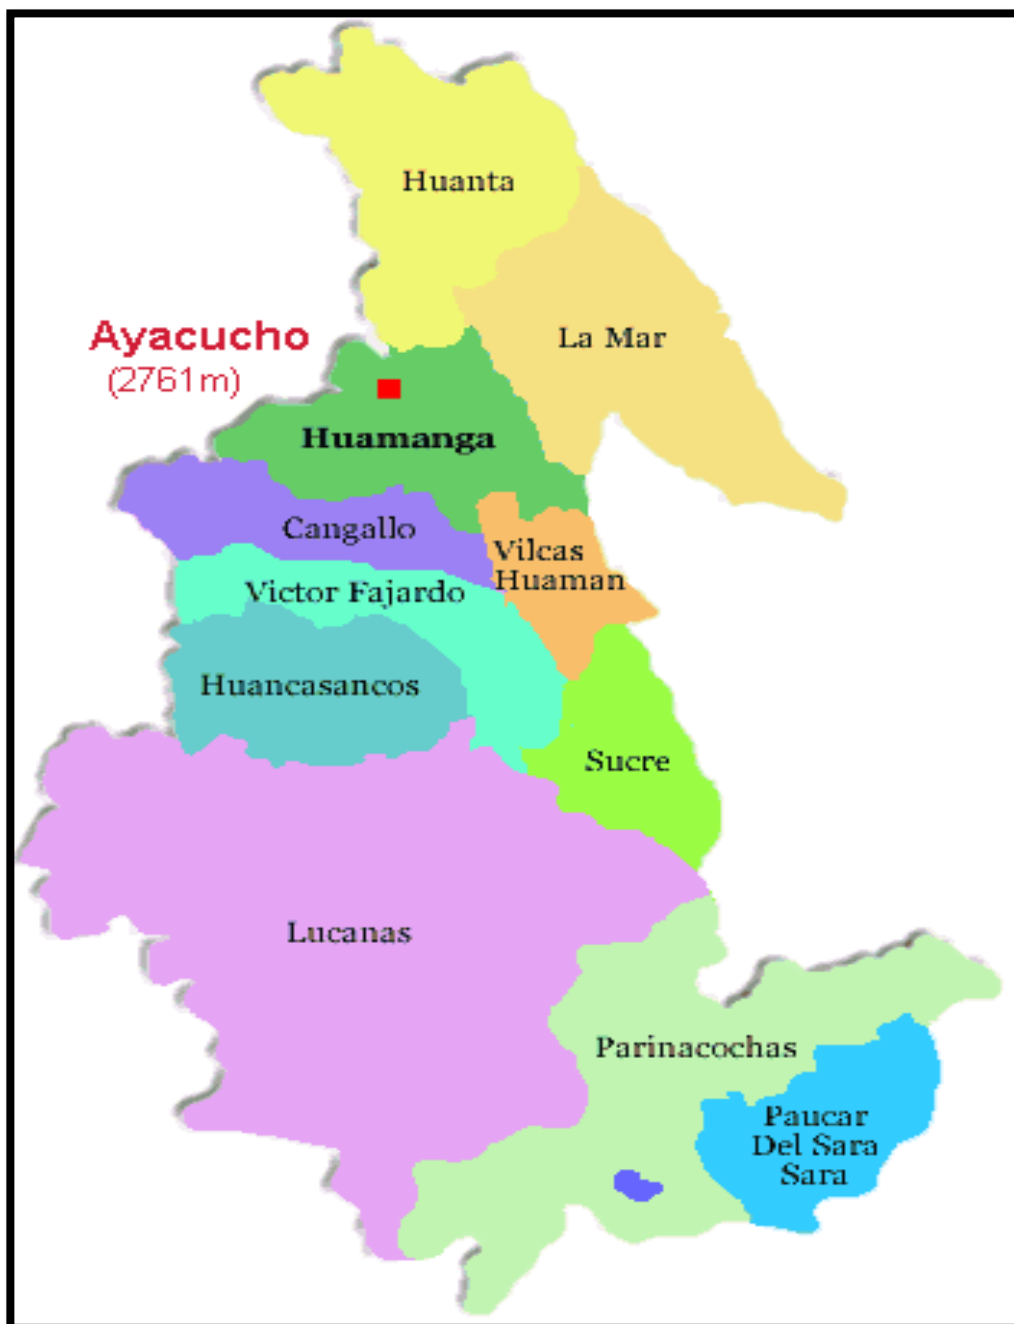 Huanta
La Mar
Ayacucho
(2761m)
Huamanga
Cangallo
Vilcas
Huaman
Victor Fajardo
Huancasancos
Sucre
Lucanas
Parinacochas
Paucar
Del Sara
Sara